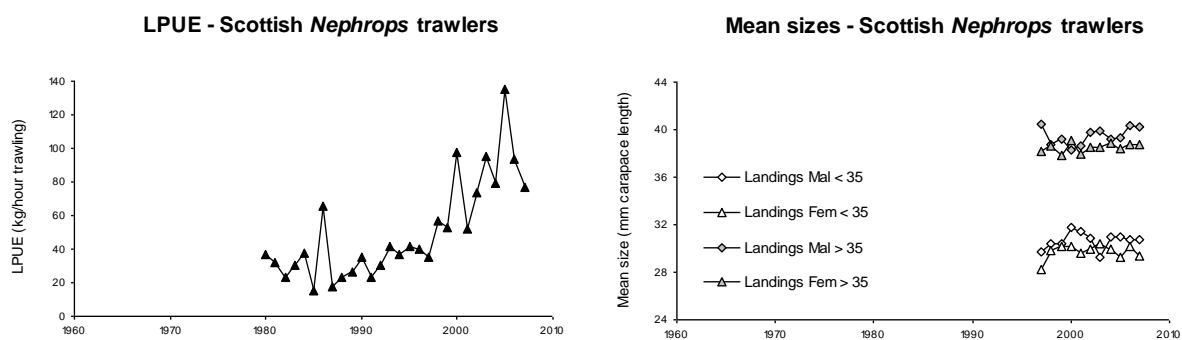 LPUE - Scottish Nephrops trawlers
LPUE (kg/hour trawling)
140
120
100
80
60
40
20
0
1960 1970 1980 1990 2000 2010
Mean sizes - Scottish Nephrops trawlers
Mean size (mm carapace length)
44
40
36
32
28
24
Landings Mal < 35
Landings Fem < 35
Landings Mal > 35
Landings Fem > 35
1960 1970 1980 1990 2000 2010